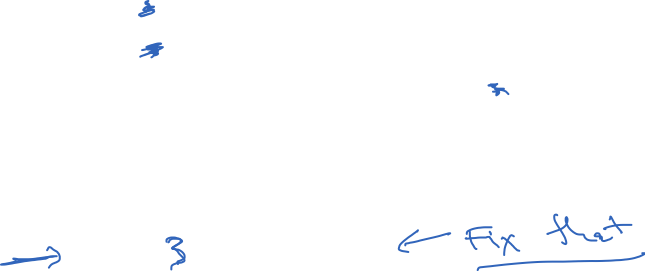 → 3 ← Fix that